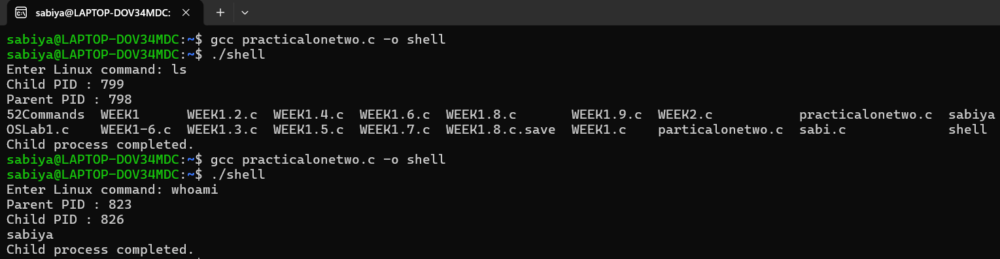 sabiya@LAPTOP-DOV34MDC:
sabiya@LAPTOP-DOV34MDC:~$ gcc practicalonetwo.c -o shell
sabiya@LAPTOP-DOV34MDC:~$ ./shell
Enter Linux command: ls
Child PID : 799
Parent PID : 798
52Commands  WEEK1      WEEK1.2.c  WEEK1.4.c  WEEK1.6.c  WEEK1.8.c       WEEK1.9.c  WEEK2.c           practicalonetwo.c  sabiya
OSLab1.c    WEEK1-6.c  WEEK1.3.c  WEEK1.5.c  WEEK1.7.c  WEEK1.8.c.save  WEEK1.c    particalonetwo.c  sabi.c             shell
Child process completed.
sabiya@LAPTOP-DOV34MDC:~$ gcc practicalonetwo.c -o shell
sabiya@LAPTOP-DOV34MDC:~$ ./shell
Enter Linux command: whoami
Parent PID : 823
Child PID : 826
sabiya
Child process completed.